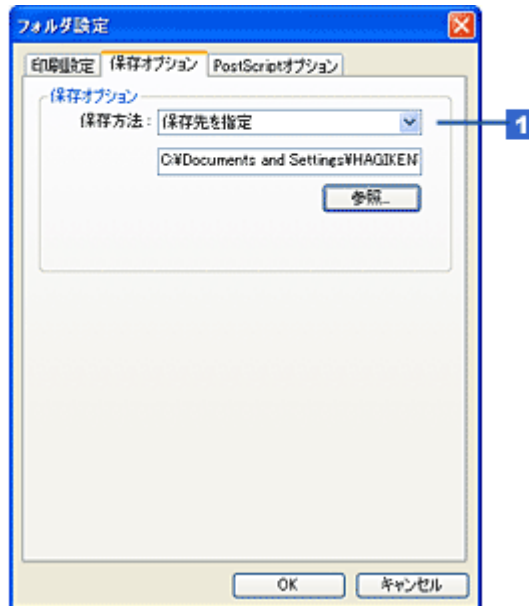 フォルダ設定
印刷設定 保存オプション PostScriptオプション
保存オプション
保存方法： 保存先を指定
1
C:¥Documents and Settings¥HAGIKEN
参照...
OK キャンセル